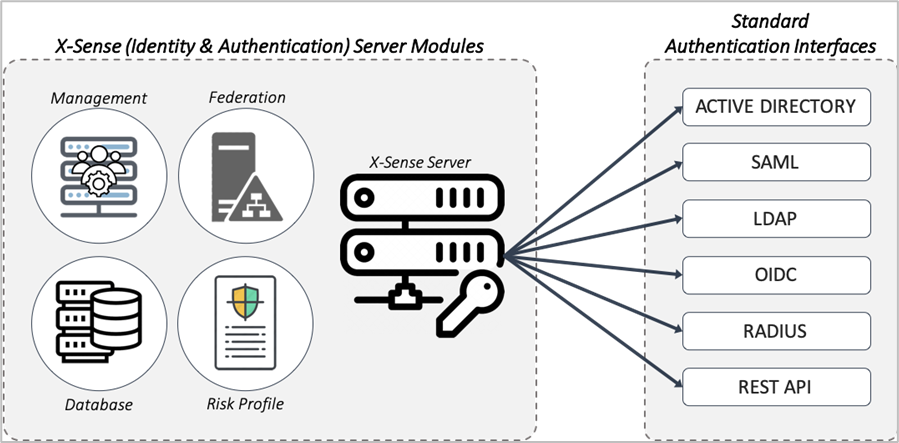 X-Sense (Identity & Authentication) Server Modules
Standard
Authentication Interfaces
Management
Federation
X-Sense Server
Database
Risk Profile
ACTIVE DIRECTORY
SAML
LDAP
OIDC
RADIUS
REST API